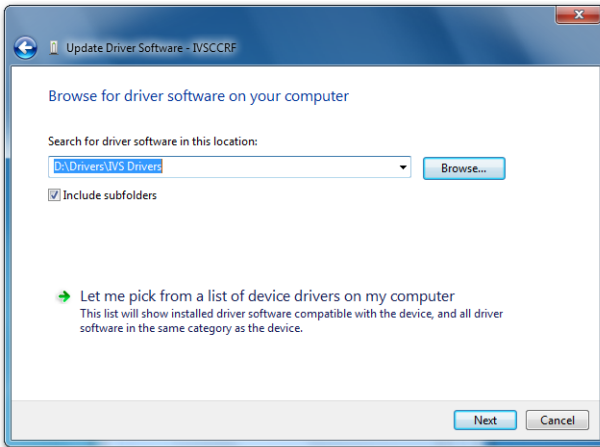 Update Driver Software - IVSCCRF
Browse for driver software on your computer
Search for driver software in this location:
D:\Drivers\IVS Drivers
Browse...
Include subfolders
Let me pick from a list of device drivers on my computer
This list will show installed driver software compatible with the device, and all driver
software in the same category as the device.
Next
Cancel